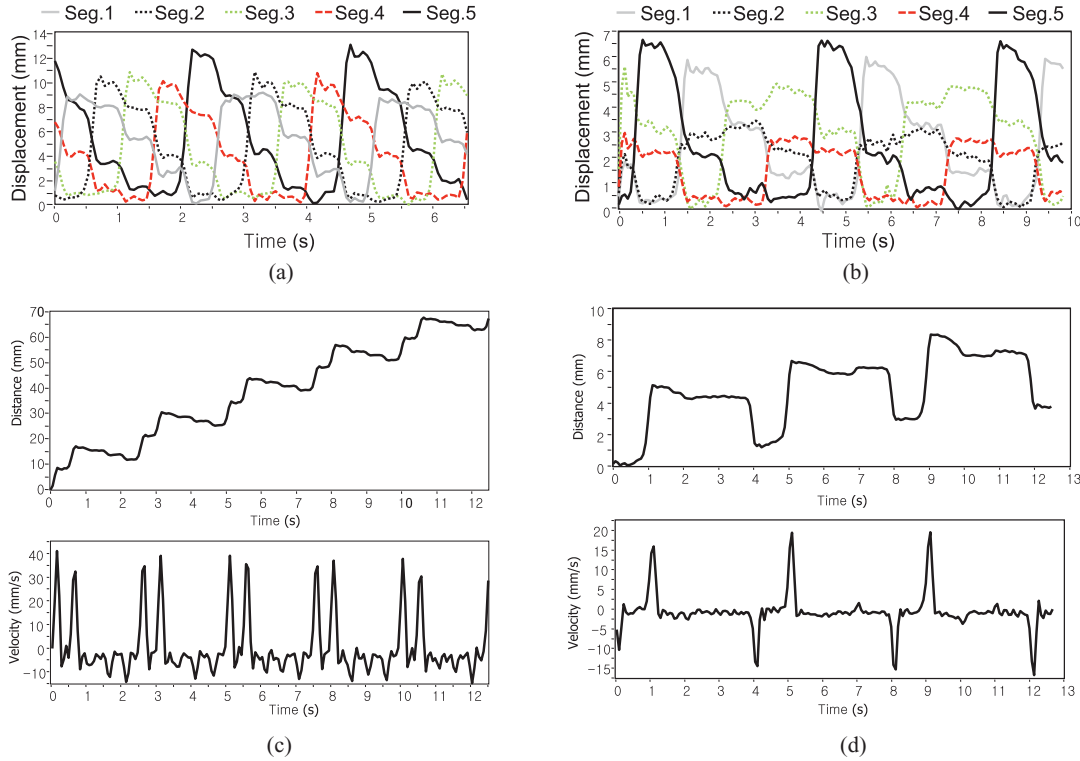 Seg.1 Seg.2 Seg.3 Seg.4 Seg.5
Displacement (mm)
14
12
10
8
6
4
2
0
0 1 2 3 4 5 6
Time (s)
(a)
Seg.1 Seg.2 Seg.3 Seg.4 Seg.5
Displacement (mm)
7
6
5
4
3
2
1
0
0 1 2 3 4 5 6 7 8 9 10
Time (s)
(b)
Distance (mm)
70
60
50
40
30
20
10
0
0 1 2 3 4 5 6 7 8 9 10 11 12
Time (s)
Velocity (mm/s)
40
30
20
10
0
−10
0 1 2 3 4 5 6 7 8 9 10 11 12
Time (s)
(c)
Distance (mm)
10
8
6
4
2
0
0 1 2 3 4 5 6 7 8 9 10 11 12 13
Time (s)
Velocity (mm/s)
20
15
10
5
0
−5
−10
−15
0 1 2 3 4 5 6 7 8 9 10 11 12 13
Time (s)
(d)